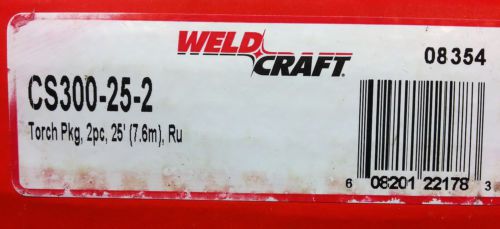 WELD
CRAFT®
08354
CS300-25-2
Torch Pkg, 2pc, 25' (7.6m), Ru
6 08201 22178 3